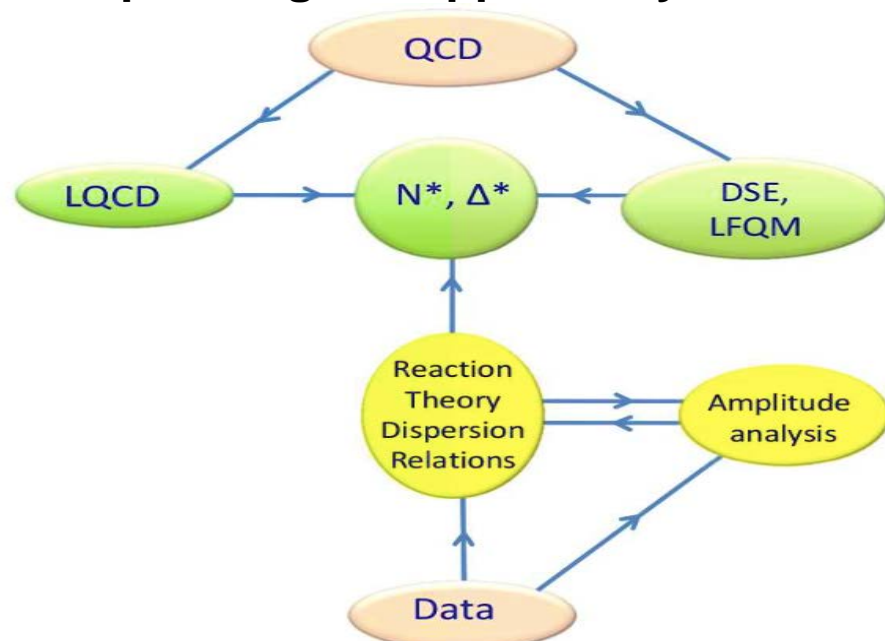 QCD
LQCD
N*, Δ*
DSE,
LFQM
Reaction
Theory
Dispersion
Relations
Amplitude
analysis
Data